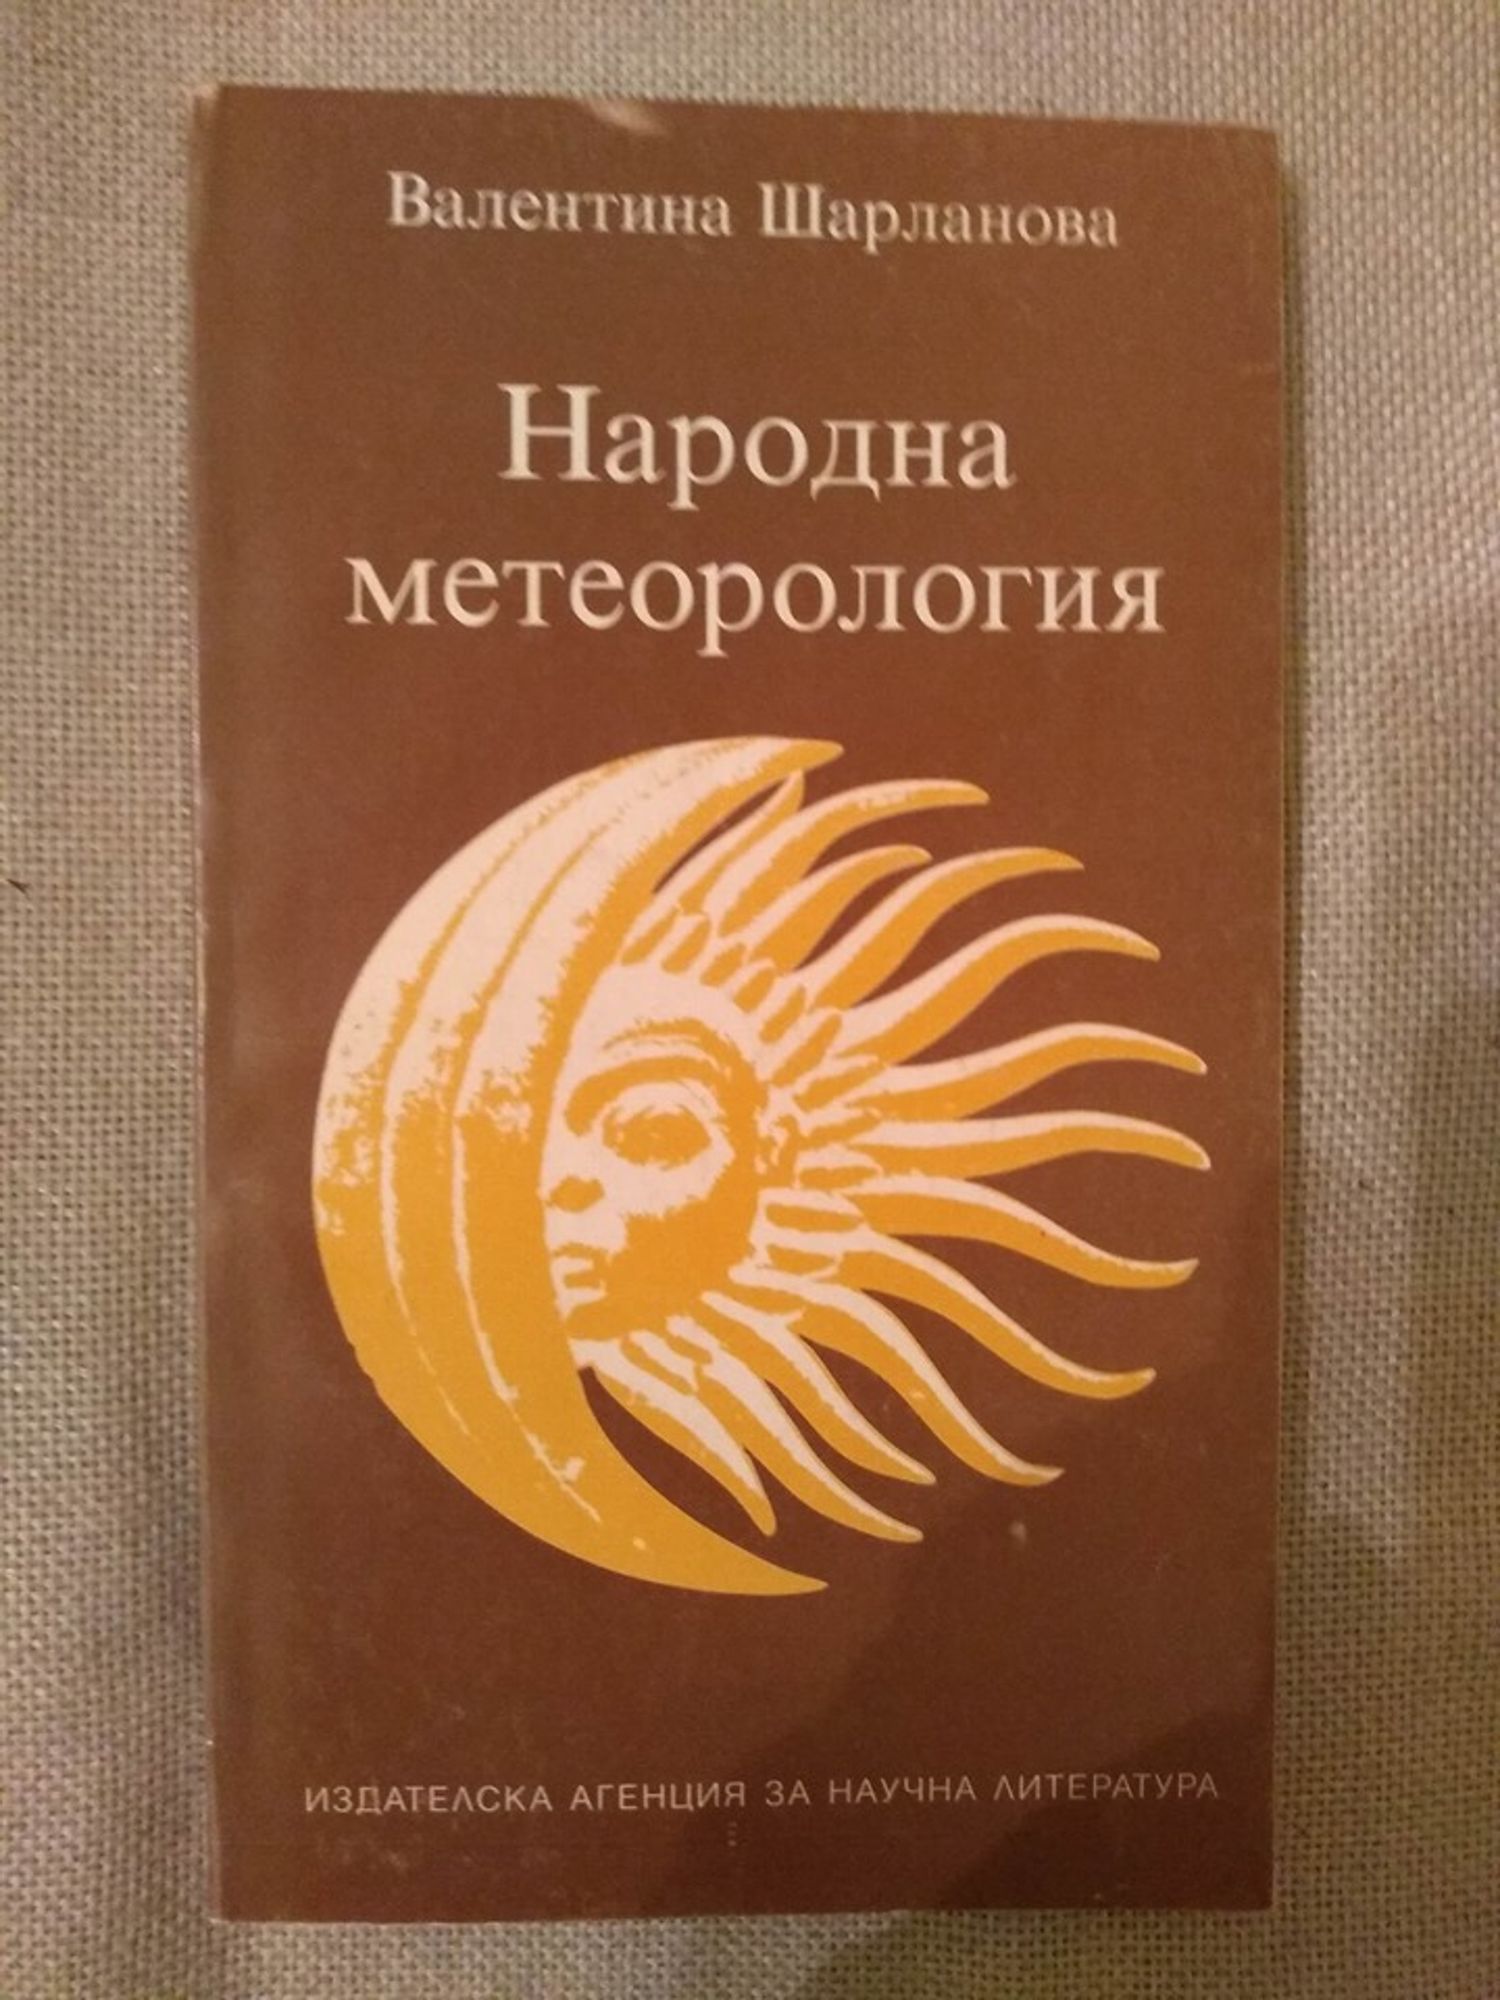 Валентина Шарланова
Народна
метеорология
ИЗДАТЕЛСКА АГЕНЦИЯ ЗА НАУЧНА ЛИТЕРАТУРА